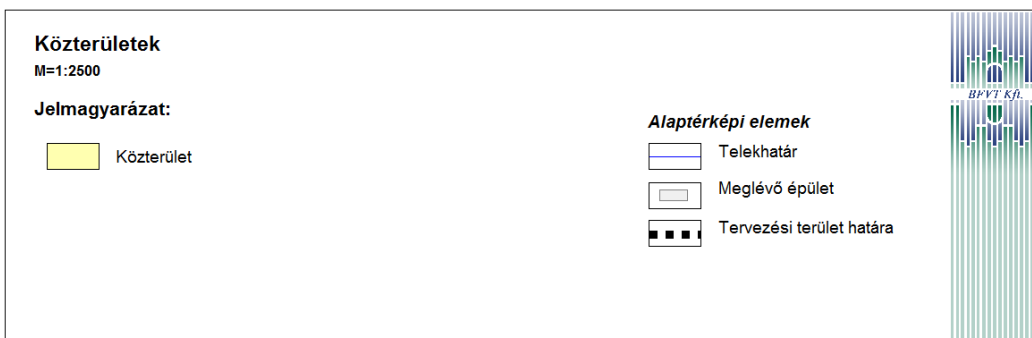 Közterületek
M=1:2500
Jelmagyarázat:
Közterület
Alaptérképi elemek
Telekhatár
Meglévő épület
Tervezési terület határa
BFVT Kft.